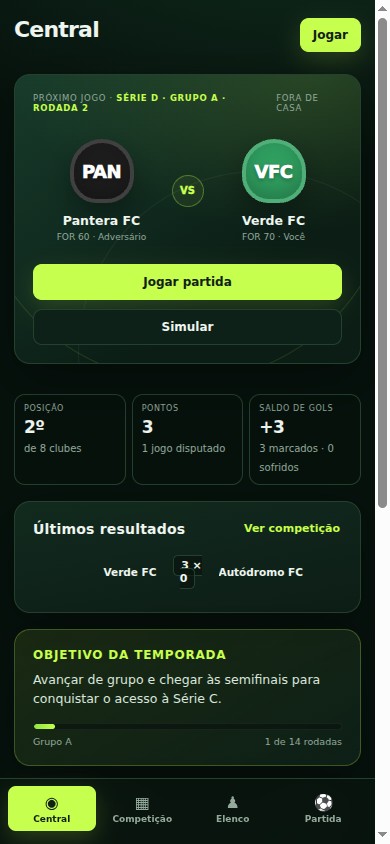 Central
Jogar
PRÓXIMO JOGO · SÉRIE D · GRUPO A · RODADA 2
FORA DE CASA
PAN
VS
VFC
Pantera FC
Verde FC
FOR 60 · Adversário
FOR 70 · Você
Jogar partida
Simular
POSIÇÃO
PONTOS
SALDO DE GOLS
2º
3
+3
de 8 clubes
1 jogo disputado
3 marcados · 0
sofridos
Últimos resultados
Ver competição
Verde FC
3 ×
0
Autódromo FC
OBJETIVO DA TEMPORADA
Avançar de grupo e chegar às semifinais para
conquistar o acesso à Série C.
Grupo A
1 de 14 rodadas
Central
Competição
Elenco
Partida